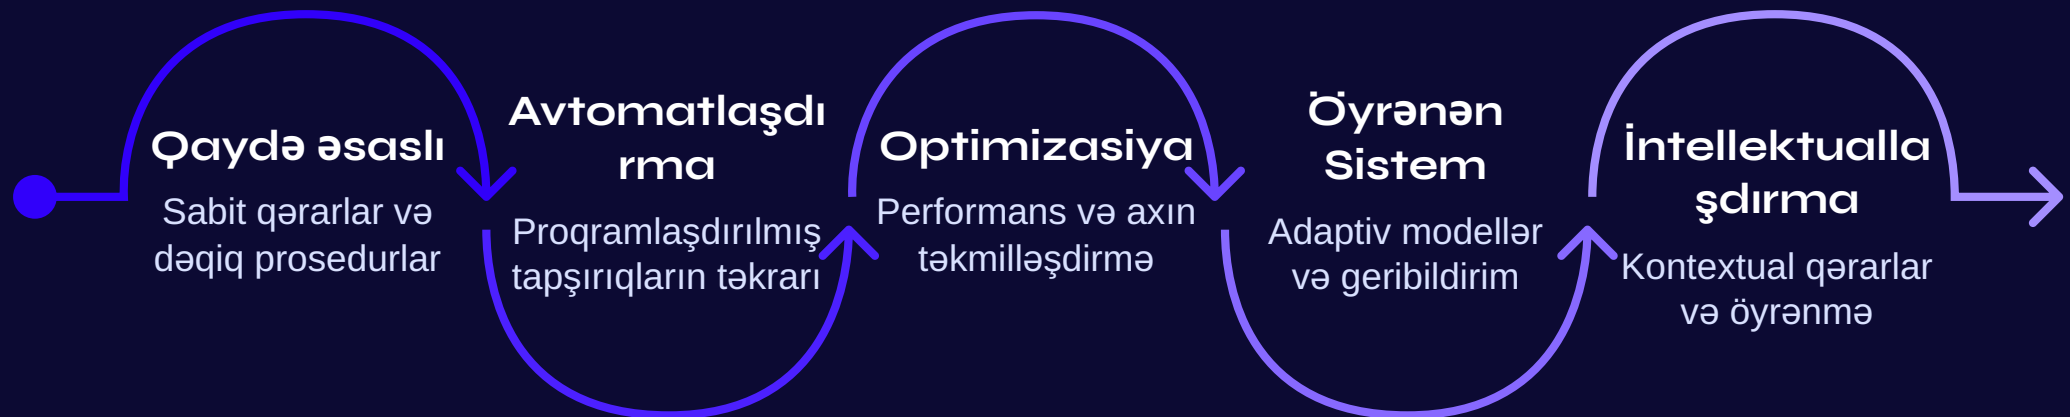 Qaydə əsaslı
Sabit qərarlar və
dəqiq prosedurlar
Avtomatlaşdı
rma
Proqramlaşdırılmış
tapşırıqların təkrarı
Optimizasiya
Performans və axın
təkmilləşdirmə
Öyrənən
Sistem
Adaptiv modellər
və geribildirim
İntellektualla
şdırma
Kontextual qərarlar
və öyrənmə